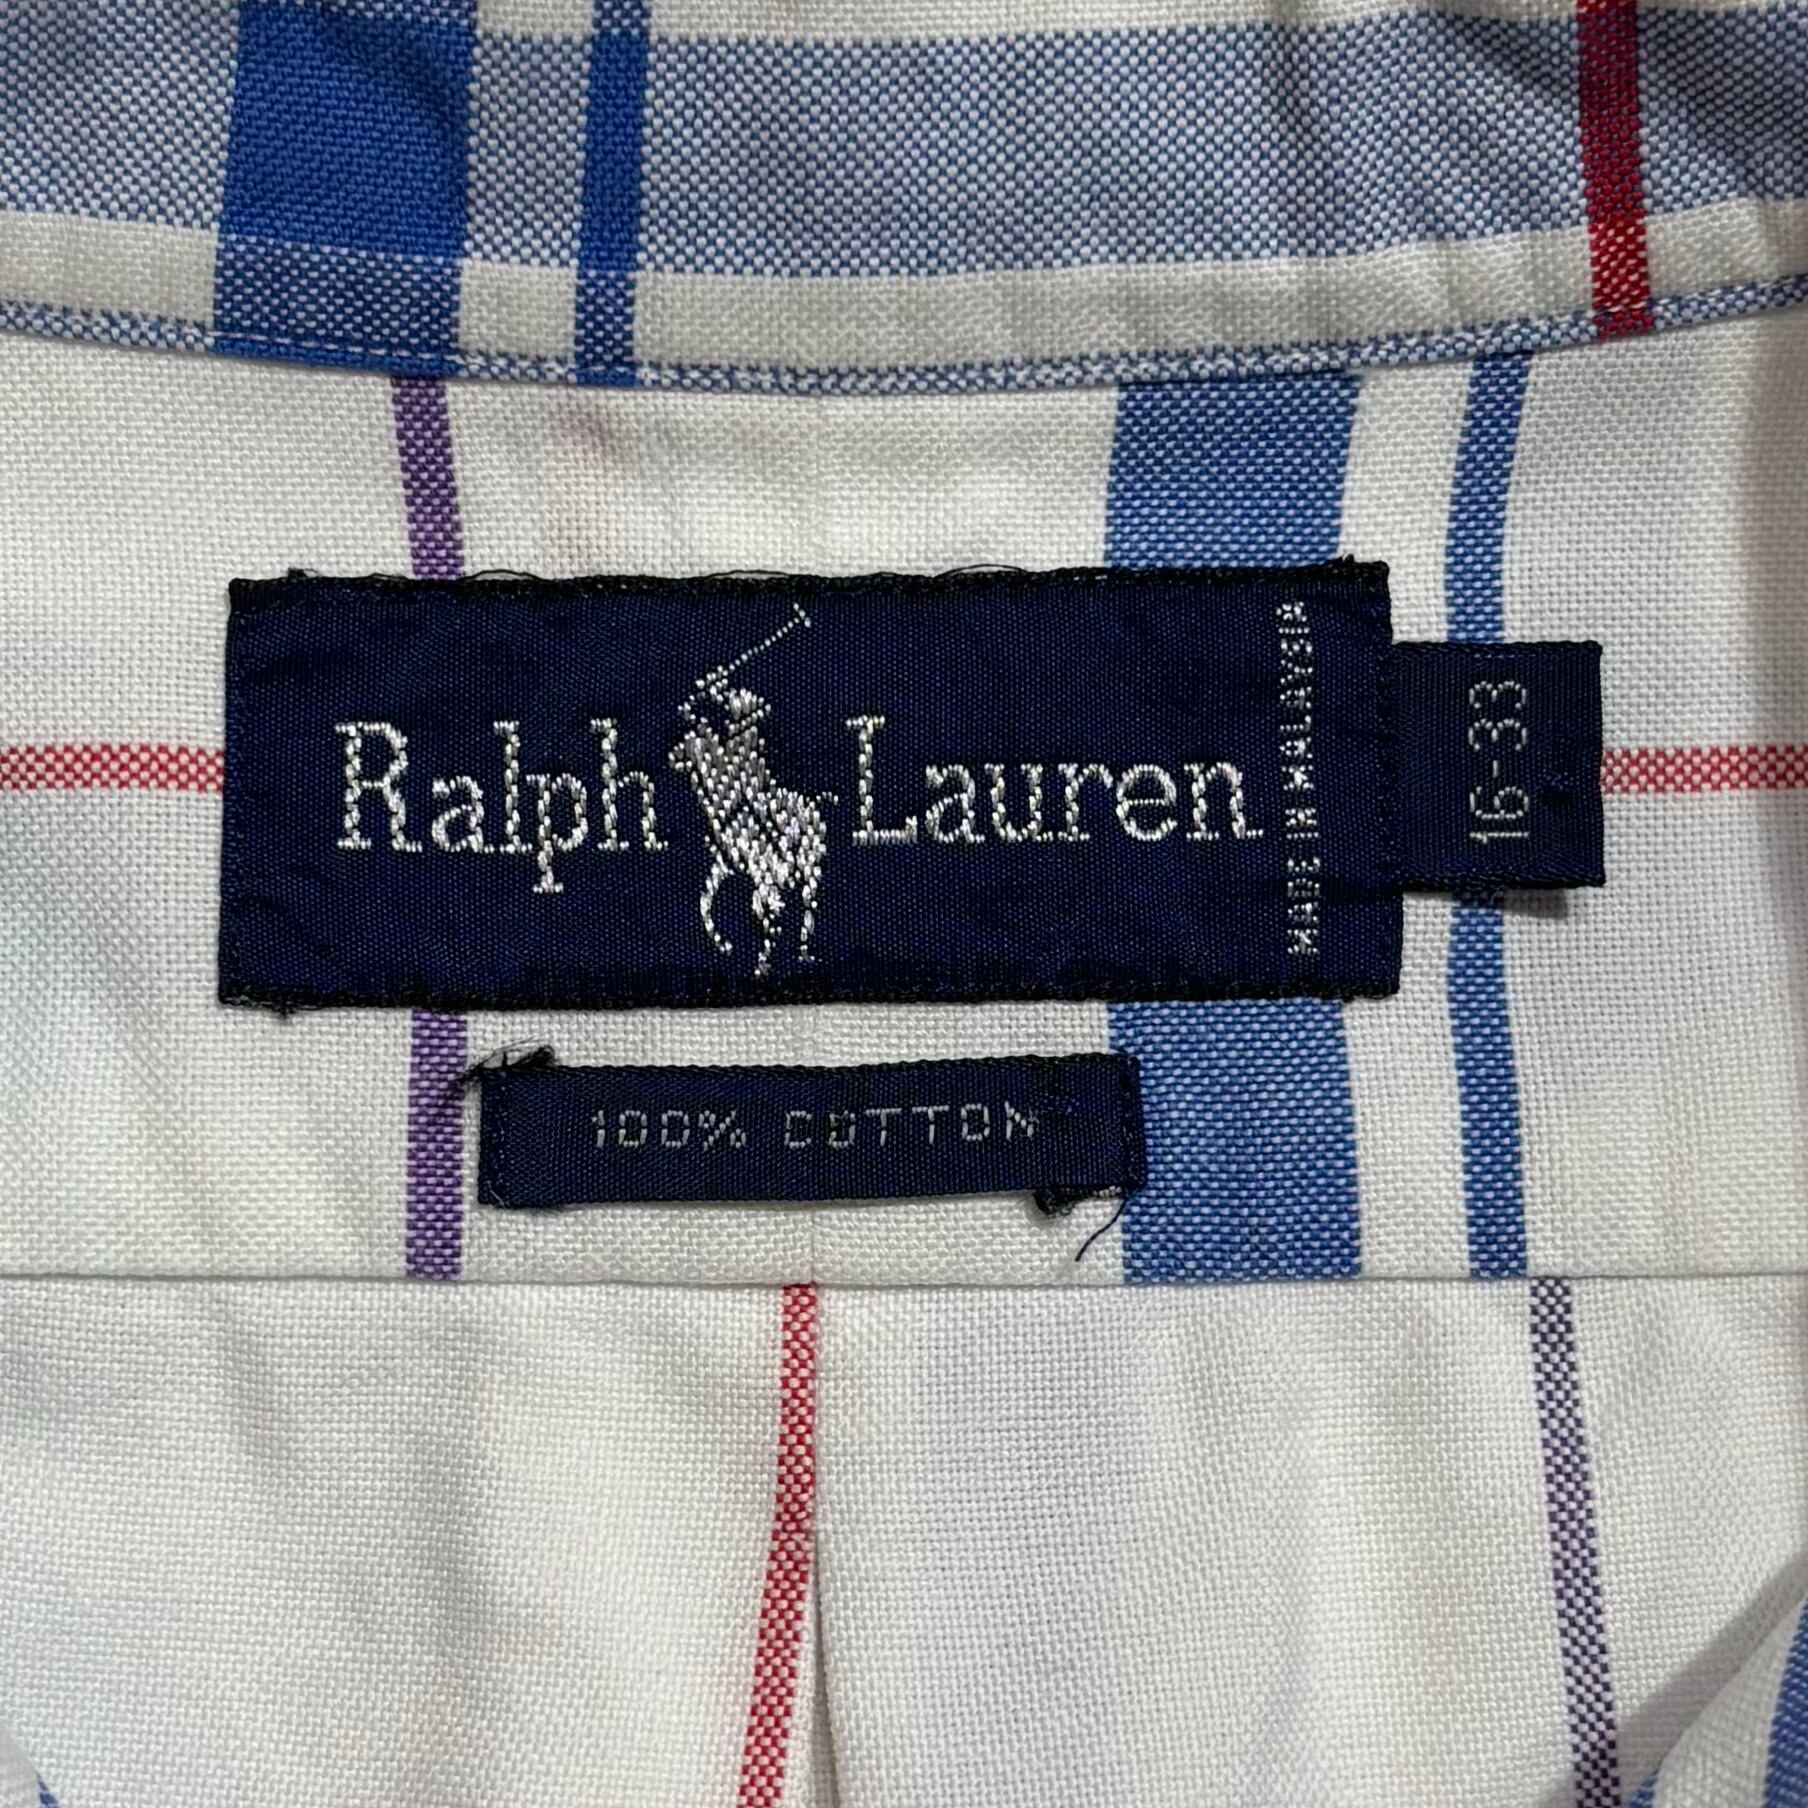 Ralph Lauren
MADE IN MALAYSIA
16-33
100% COTTON